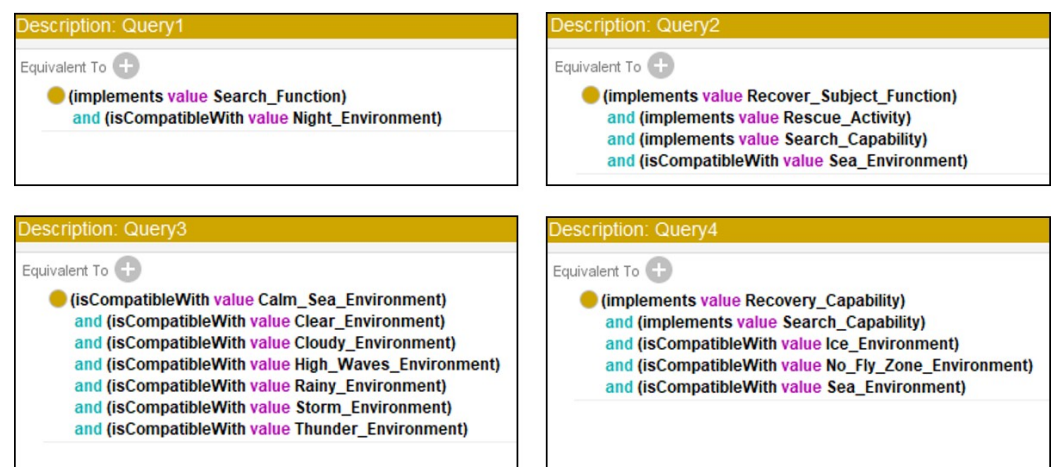 Description: Query1
Equivalent To
(implements value Search_Function)
and (isCompatibleWith value Night_Environment)
Description: Query2
Equivalent To
(implements value Recover_Subject_Function)
and (implements value Rescue_Activity)
and (implements value Search_Capability)
and (isCompatibleWith value Sea_Environment)
Description: Query3
Equivalent To
(isCompatibleWith value Calm_Sea_Environment)
and (isCompatibleWith value Clear_Environment)
and (isCompatibleWith value Cloudy_Environment)
and (isCompatibleWith value High_Waves_Environment)
and (isCompatibleWith value Rainy_Environment)
and (isCompatibleWith value Storm_Environment)
and (isCompatibleWith value Thunder_Environment)
Description: Query4
Equivalent To
(implements value Recovery_Capability)
and (implements value Search_Capability)
and (isCompatibleWith value Ice_Environment)
and (isCompatibleWith value No_Fly_Zone_Environment)
and (isCompatibleWith value Sea_Environment)